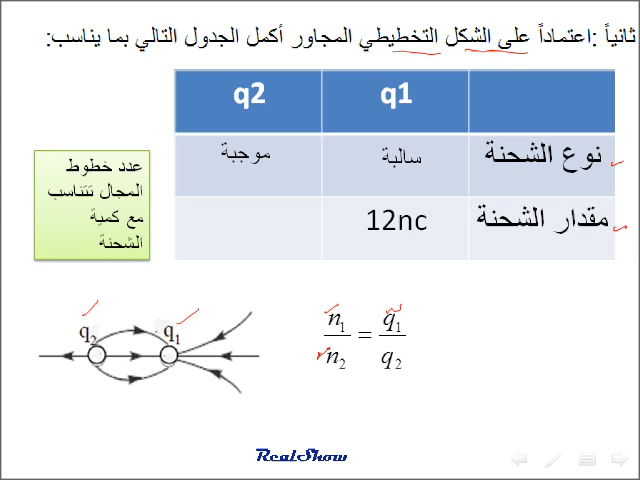 ثانياً :اعتماداً على الشكل التخطيطي المجاور أكمل الجدول التالي بما يناسب:
q1 q2
نوع الشحنة سالبة موجبة
مقدار الشحنة 12nc
عدد خطوط
المجال تتناسب
مع كمية
الشحنة
q₂ q₁
n₁/n₂ = q₁/q₂
RealShow